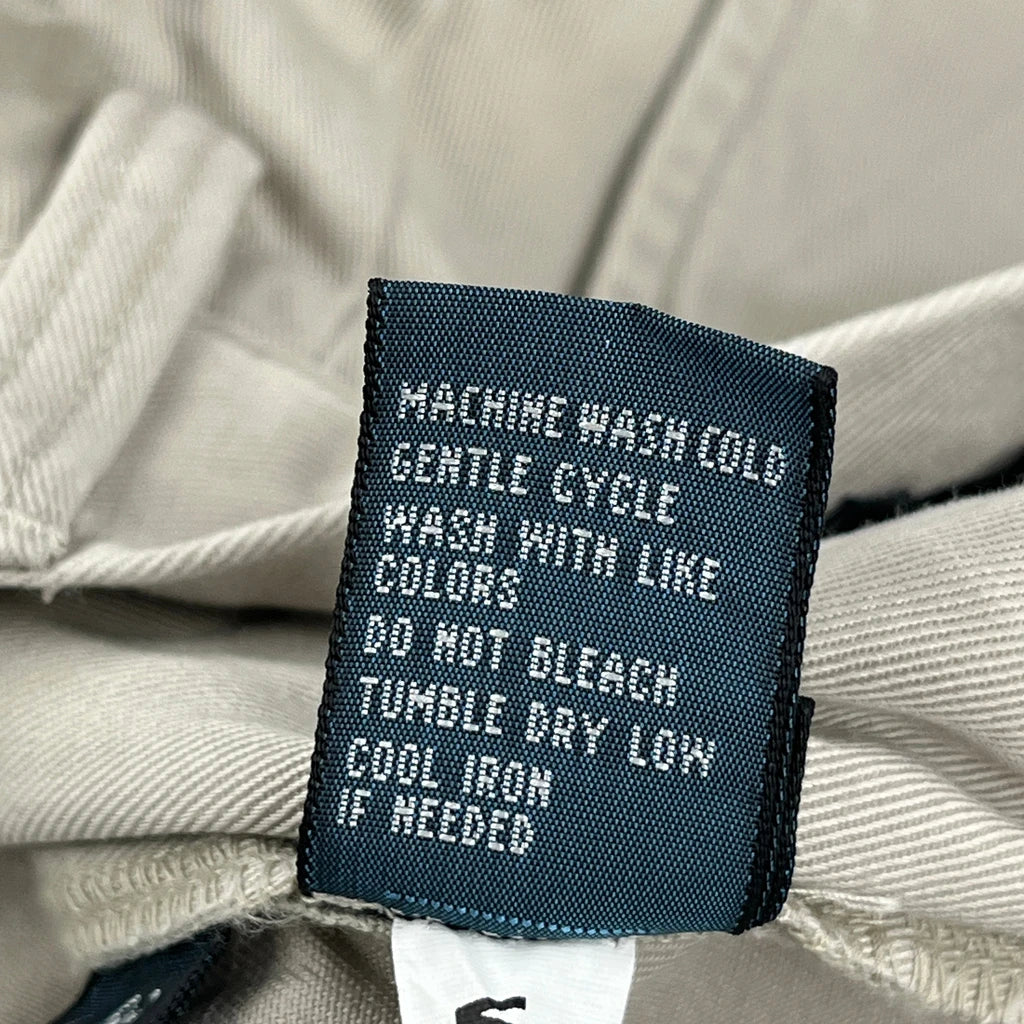 MACHINE WASH COLD
GENTLE CYCLE
WASH WITH LIKE
COLORS
DO NOT BLEACH
TUMBLE DRY LOW
COOL IRON
IF NEEDED